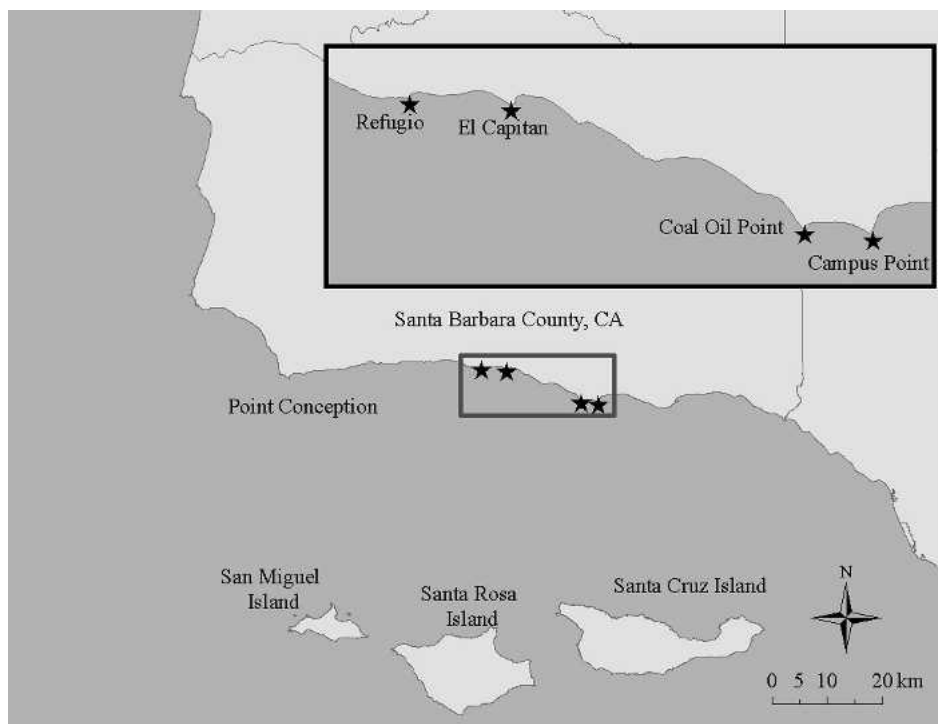 Refugio
El Capitan
Coal Oil Point
Campus Point
Santa Barbara County, CA
Point Conception
San Miguel
Island
Santa Rosa
Island
Santa Cruz Island
N
0 5 10 20 km